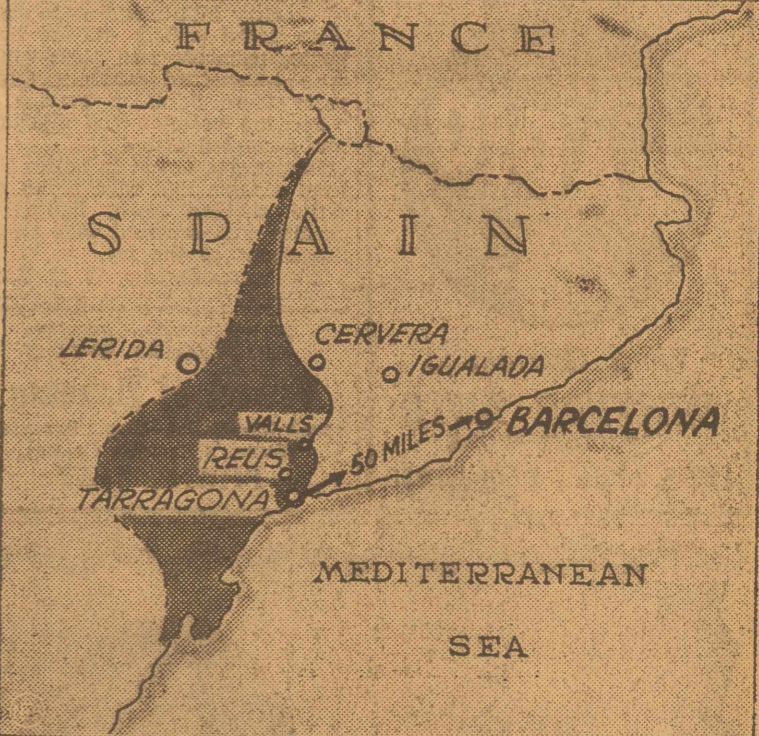 FRANCE
SPAIN
LERIDA
CERVERA
IGUALADA
VALLS
50 MILES
BARCELONA
REUS
TARRAGONA
MEDITERRANEAN
SEA